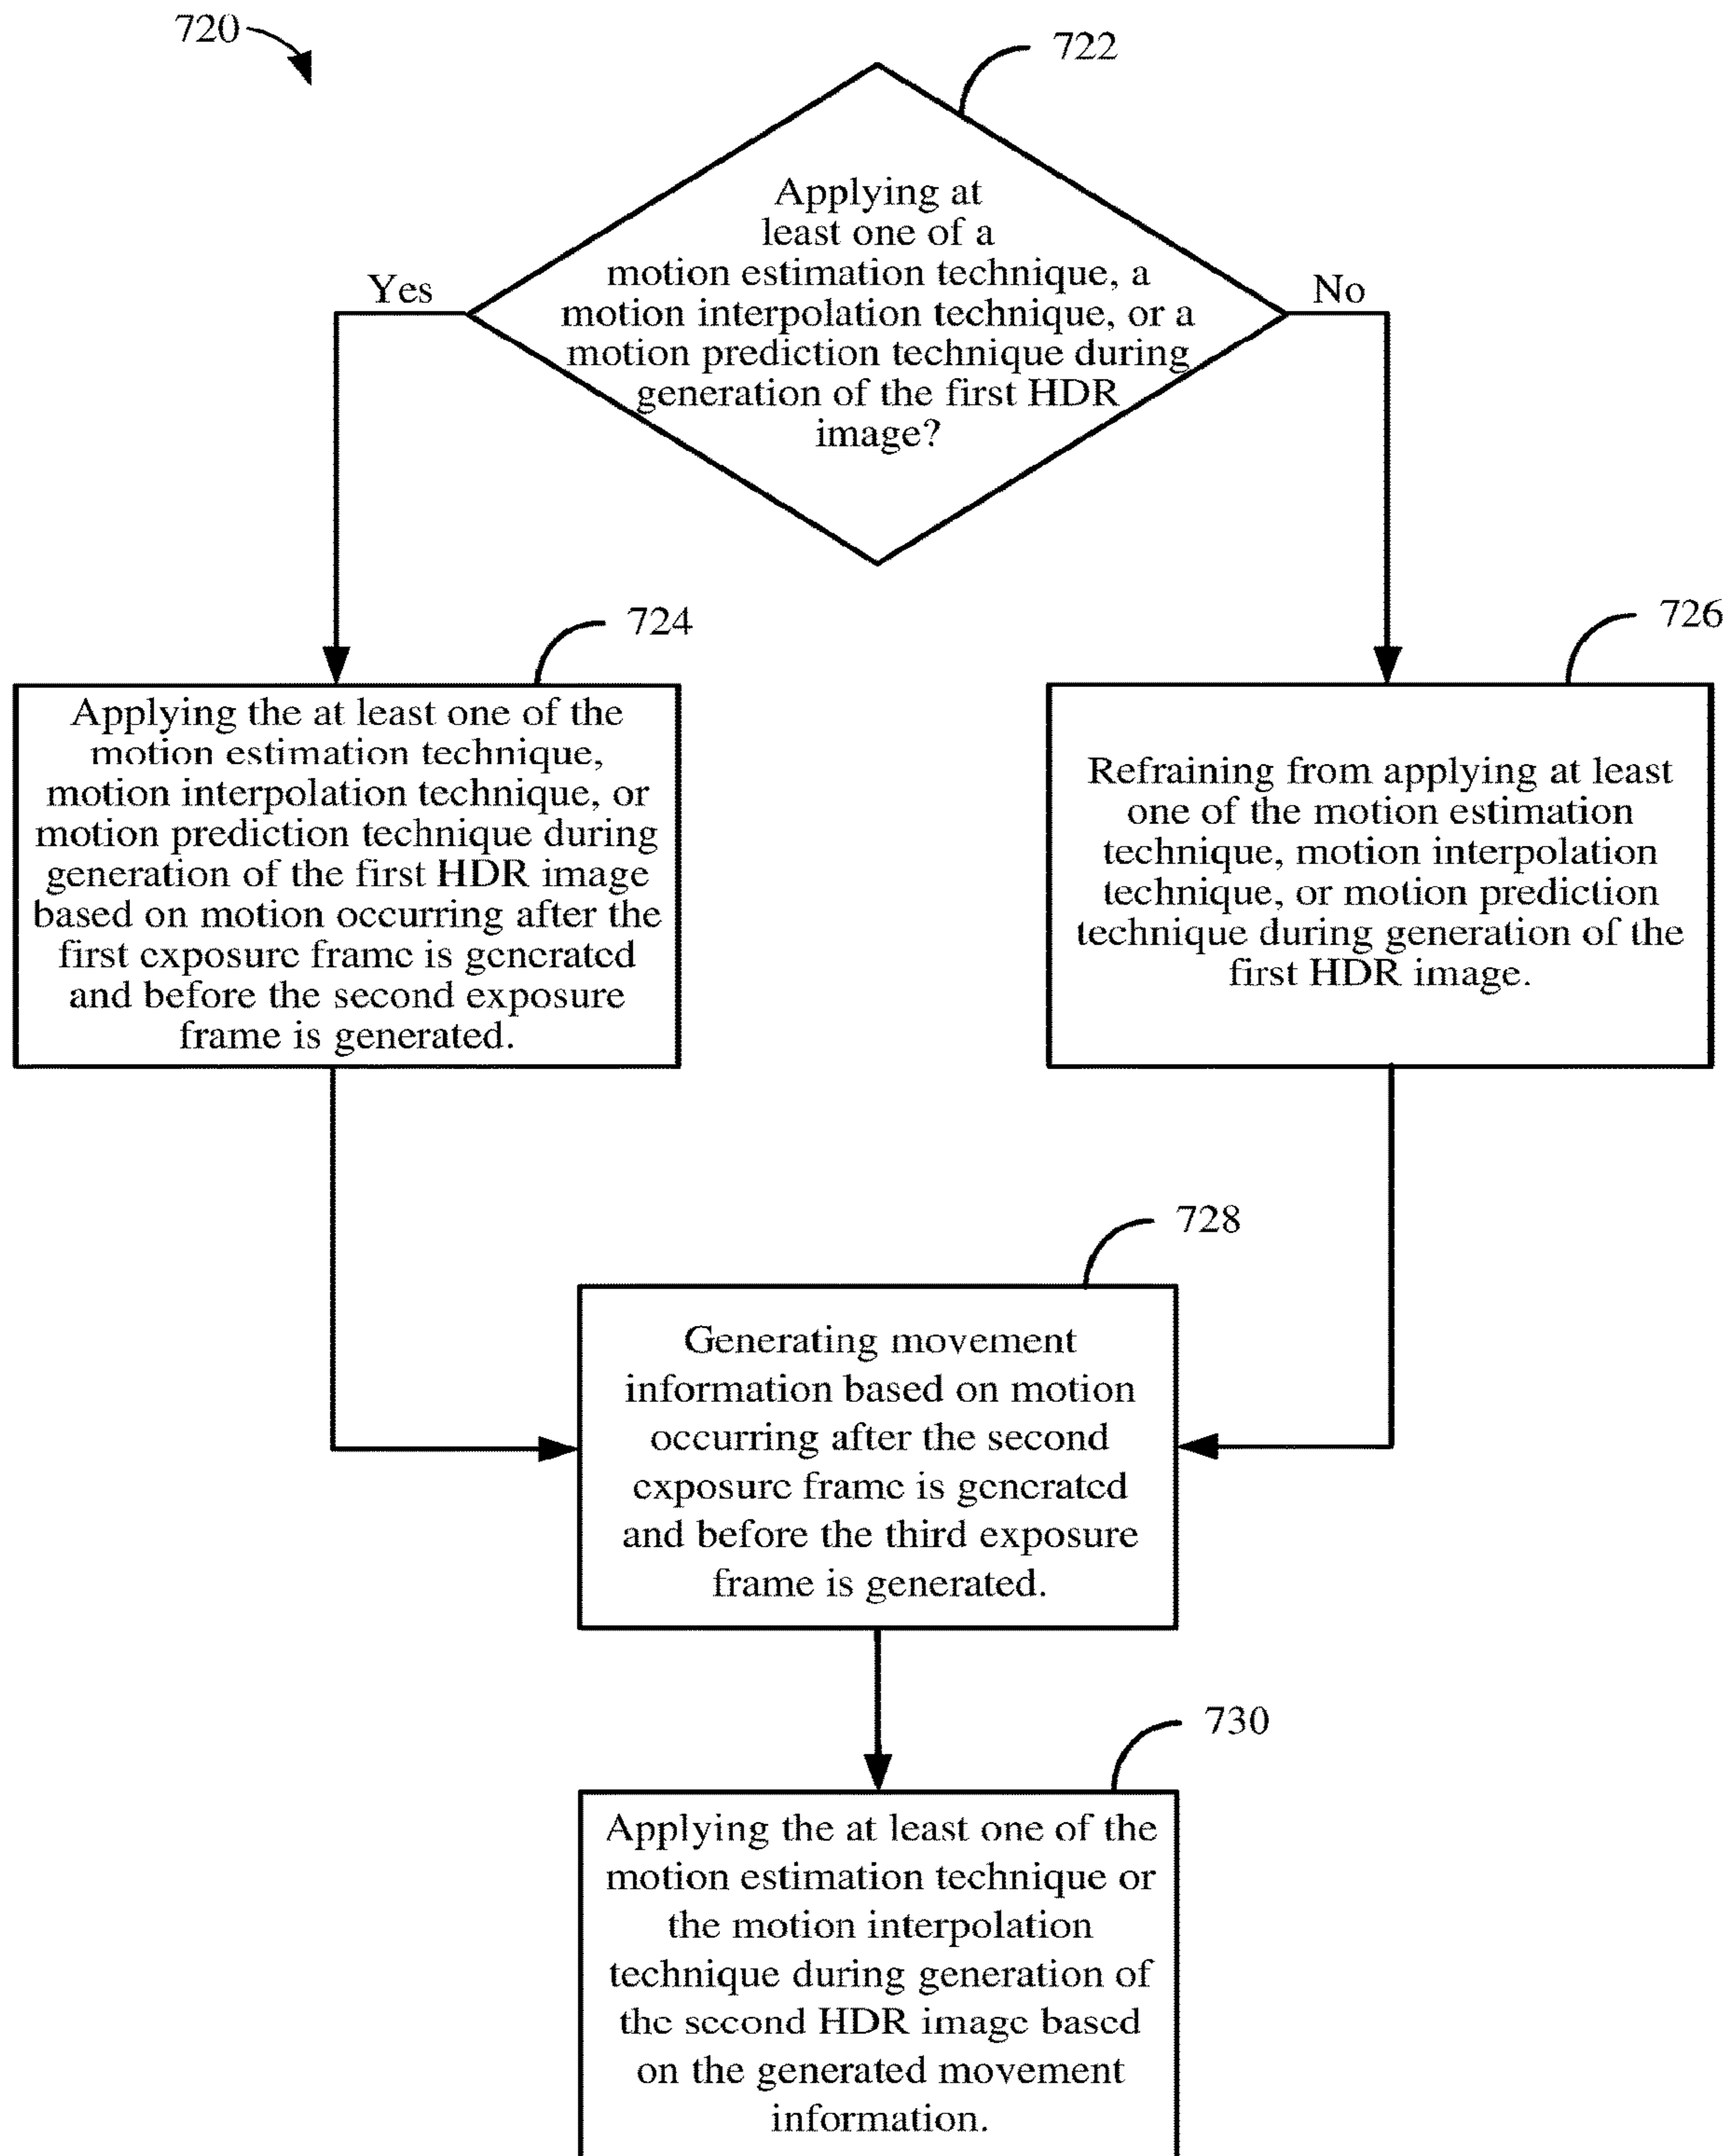 720
722
Applying at
least one of a
motion estimation technique, a
motion interpolation technique, or a
motion prediction technique during
generation of the first HDR
image?
Yes
No
724
Applying the at least one of the
motion estimation technique,
motion interpolation technique, or
motion prediction technique during
generation of the first HDR image
based on motion occurring after the
first exposure frame is generated
and before the second exposure
frame is generated.
726
Refraining from applying at least
one of the motion estimation
technique, motion interpolation
technique, or motion prediction
technique during generation of the
first HDR image.
728
Generating movement
information based on motion
occurring after the second
exposure frame is generated
and before the third exposure
frame is generated.
730
Applying the at least one of the
motion estimation technique or
the motion interpolation
technique during generation of
the second HDR image based
on the generated movement
information.